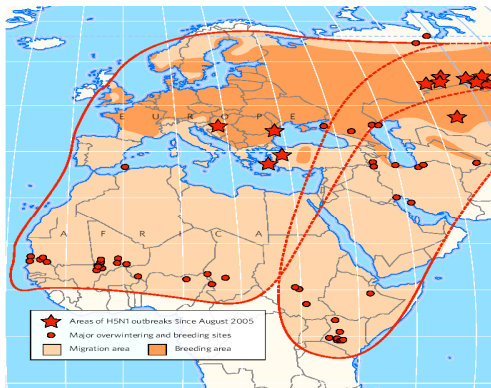 E U R O P E
A F R I C A
Areas of H5N1 outbreaks Since August 2005
Major overwintering and breeding sites
Migration area Breeding area